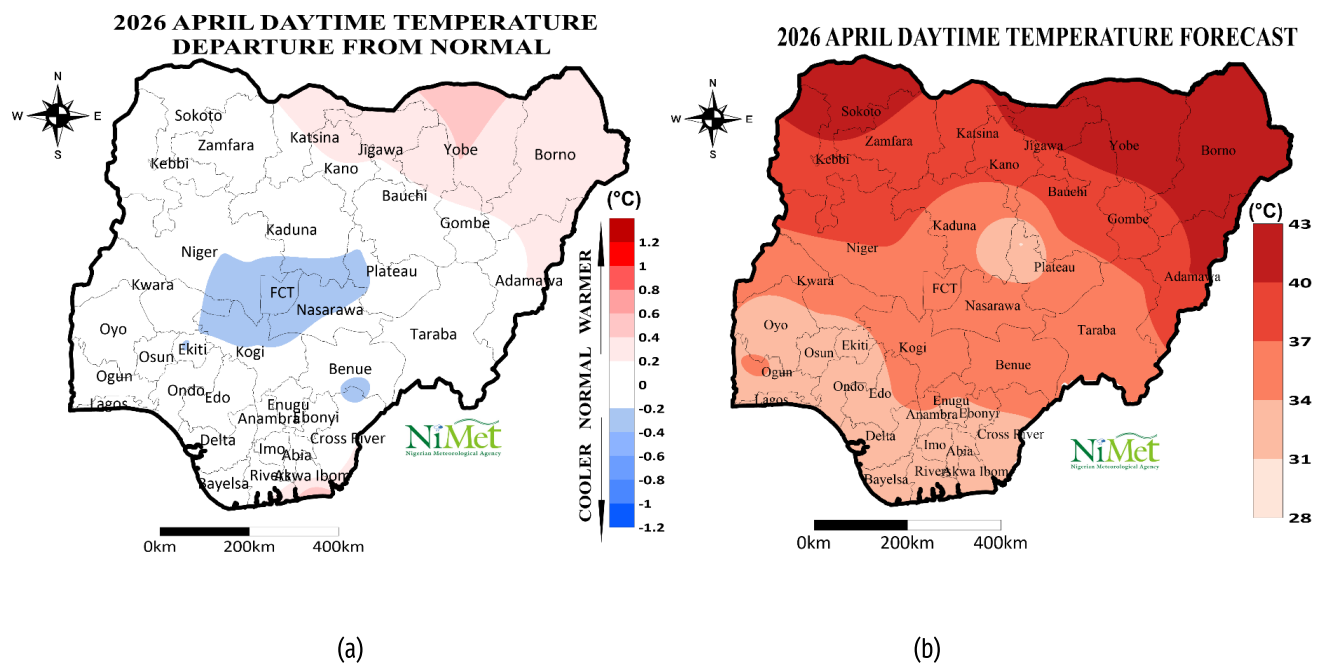 2026 APRIL DAYTIME TEMPERATURE
DEPARTURE FROM NORMAL
N
W
E
S
Sokoto
Zamfara
Kebbi
Katsina
Jigawa
Kano
Yobe
Borno
Bauchi
Gombe
Kaduna
Niger
Plateau
Adamawa
Kwara
FCT
Nasarawa
Oyo
Taraba
Osun
Ekiti
Kogi
Ogun
Benue
Ondo
Edo
Lagos
Enugu
Anambra
Ebonyi
Delta
Cross River
Imo
Abia
Bayelsa
Rivers
Akwa Ibom
NiMet
Nigerian Meteorological Agency
0km
200km
400km
(°C)
1.2
1
0.8
0.6
0.4
0.2
0
-0.2
-0.4
-0.6
-0.8
-1
-1.2
COOLER NORMAL WARMER
(a)
2026 APRIL DAYTIME TEMPERATURE FORECAST
N
W
E
S
Sokoto
Zamfara
Kebbi
Katsina
Jigawa
Kano
Yobe
Borno
Bauchi
Gombe
Kaduna
Niger
Plateau
Adamawa
Kwara
FCT
Nasarawa
Oyo
Taraba
Osun
Ekiti
Kogi
Ogun
Benue
Ondo
Edo
Lagos
Enugu
Anambra
Ebonyi
Delta
Cross River
Imo
Abia
Bayelsa
Rivers
Akwa Ibom
NiMet
Nigerian Meteorological Agency
0km
200km
400km
(°C)
43
40
37
34
31
28
(b)